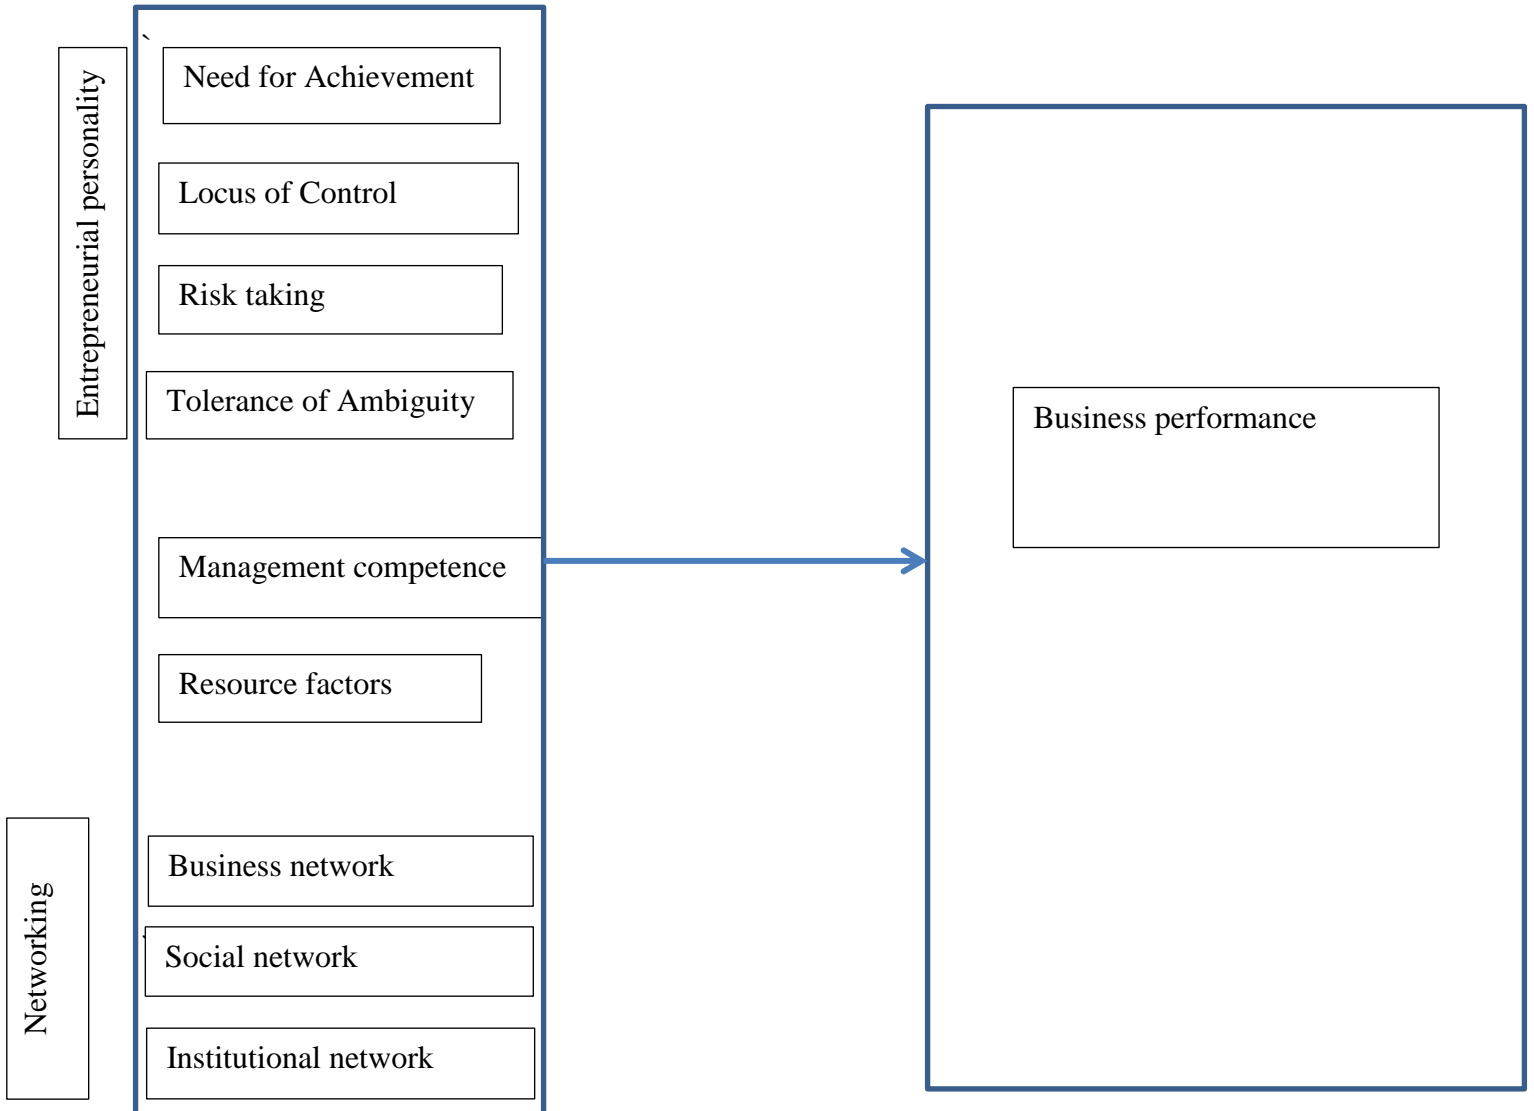 `
Entrepreneurial personality
Need for Achievement
Locus of Control
Risk taking
Tolerance of Ambiguity
Management competence
Resource factors
Networking
Business network
Social network
Institutional network
Business performance